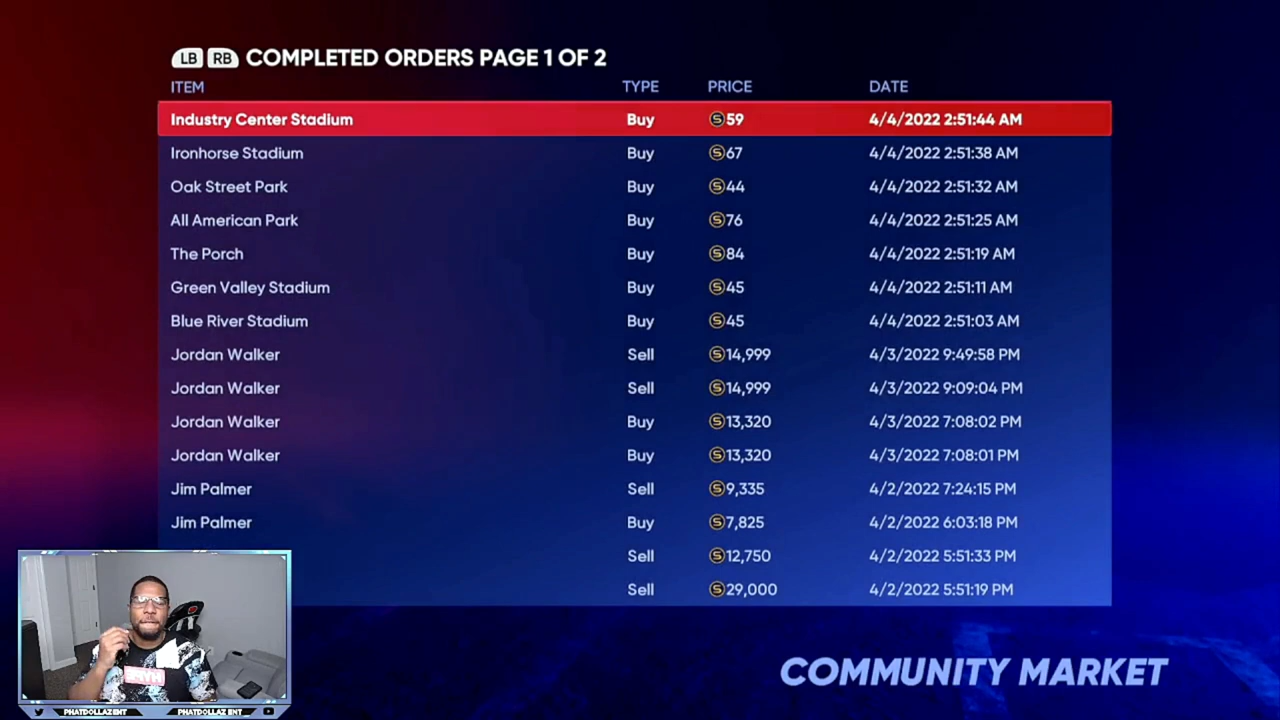 LB RB COMPLETED ORDERS PAGE 1 OF 2
ITEM TYPE PRICE DATE
Industry Center Stadium Buy S 59 4/4/2022 2:51:44 AM
Ironhorse Stadium Buy S 67 4/4/2022 2:51:38 AM
Oak Street Park Buy S 44 4/4/2022 2:51:32 AM
All American Park Buy S 76 4/4/2022 2:51:25 AM
The Porch Buy S 84 4/4/2022 2:51:19 AM
Green Valley Stadium Buy S 45 4/4/2022 2:51:11 AM
Blue River Stadium Buy S 45 4/4/2022 2:51:03 AM
Jordan Walker Sell S 14,999 4/3/2022 9:49:58 PM
Jordan Walker Sell S 14,999 4/3/2022 9:09:04 PM
Jordan Walker Buy S 13,320 4/3/2022 7:08:02 PM
Jordan Walker Buy S 13,320 4/3/2022 7:08:01 PM
Jim Palmer Sell S 9,335 4/2/2022 7:24:15 PM
Jim Palmer Buy S 7,825 4/2/2022 6:03:18 PM
Sell S 12,750 4/2/2022 5:51:33 PM
Sell S 29,000 4/2/2022 5:51:19 PM
COMMUNITY MARKET
PHATDOLLAZENT PHATDOLLAZ ENT